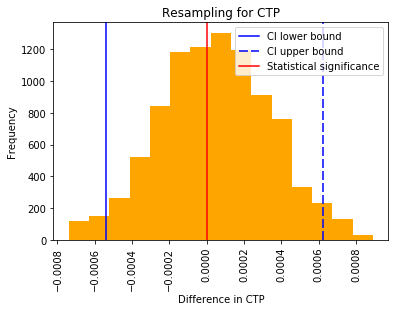 Resampling for CTP
CI lower bound
CI upper bound
Statistical significance
Frequency
1200
1000
800
600
400
200
0
−0.0008
−0.0006
−0.0004
−0.0002
0.0000
0.0002
0.0004
0.0006
0.0008
Difference in CTP